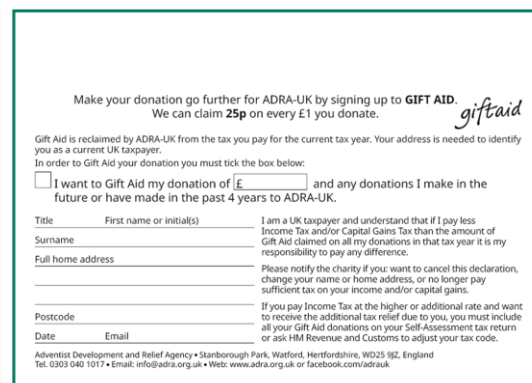 Make your donation go further for ADRA-UK by signing up to GIFT AID.
We can claim 25p on every £1 you donate.
giftaid
Gift Aid is reclaimed by ADRA-UK from the tax you pay for the current tax year. Your address is needed to identify
you as a current UK taxpayer.
In order to Gift Aid your donation you must tick the box below:
I want to Gift Aid my donation of £ and any donations I make in the
future or have made in the past 4 years to ADRA-UK.
Title First name or initial(s)
Surname
Full home address
Postcode
Date Email
I am a UK taxpayer and understand that if I pay less
Income Tax and/or Capital Gains Tax than the amount of
Gift Aid claimed on all my donations in that tax year it is my
responsibility to pay any difference.
Please notify the charity if you: want to cancel this declaration,
change your name or home address, or no longer pay
sufficient tax on your income and/or capital gains.
If you pay Income Tax at the higher or additional rate and want
to receive the additional tax relief due to you, you must include
all your Gift Aid donations on your Self-Assessment tax return
or ask HM Revenue and Customs to adjust your tax code.
Adventist Development and Relief Agency • Stanborough Park, Watford, Hertfordshire, WD25 9JZ, England
Tel. 0303 040 1017 • Email: info@adra.org.uk • Web: www.adra.org.uk or facebook.com/adrauk